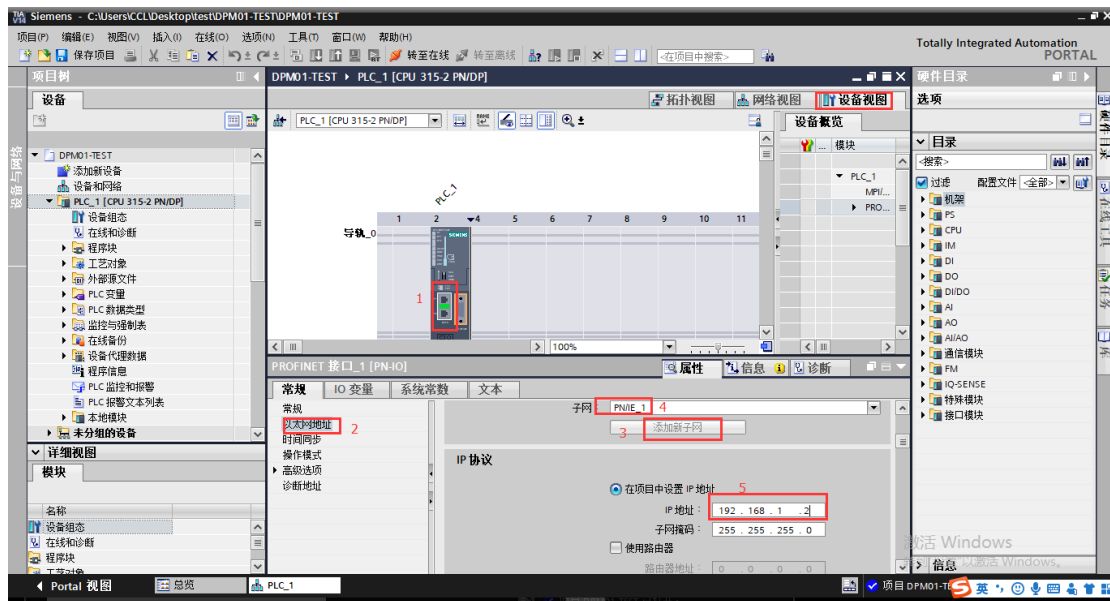 Siemens - C:\Users\CCL\Desktop\test\DPM01-TEST\DPM01-TEST
项目(P) 编辑(E) 视图(V) 插入(I) 在线(O) 选项(N) 工具(T) 窗口(W) 帮助(H)
Totally Integrated Automation
PORTAL
保存项目 转至在线 转至离线 <在项目中搜索>
项目树
设备
DPM01-TEST
添加新设备
设备和网络
PLC_1 [CPU 315-2 PN/DP]
设备组态
在线和诊断
程序块
工艺对象
外部源文件
PLC 变量
PLC 数据类型
监控与强制表
在线备份
设备代理数据
程序信息
PLC 监控和报警
PLC 报警文本列表
本地模块
未分组的设备
详细视图
模块
名称
设备组态
在线和诊断
程序块
工艺对象
设备与网络
DPM01-TEST PLC_1 [CPU 315-2 PN/DP]
拓扑视图 网络视图 设备视图
PLC_1 [CPU 315-2 PN/DP]
设备概览
... 模块
PLC_1
MPI/...
PRO...
PLC_1
1 2 4 5 6 7 8 9 10 11
导轨_0
SIEMENS
1
100%
PROFINET 接口_1 [PN-IO]
属性 信息 诊断
常规 IO 变量 系统常数 文本
常规
以太网地址 2
时间同步
操作模式
高级选项
诊断地址
子网: PN/IE_1 4
3 添加新子网
IP 协议
在项目中设置 IP 地址 5
IP 地址: 192 . 168 . 1 . 2
子网掩码: 255 . 255 . 255 . 0
使用路由器
路由器地址: 0 . 0 . 0 . 0
硬件目录
选项
目录
<搜索>
过滤 配置文件 <全部>
机架
PS
CPU
IM
DI
DO
DI/DO
AI
AO
AI/AO
通信模块
FM
IQ-SENSE
特殊模块
接口模块
信息
激活 Windows
以激活 Windows。
Portal 视图 总览 PLC_1
项目 DPM01-TE
英